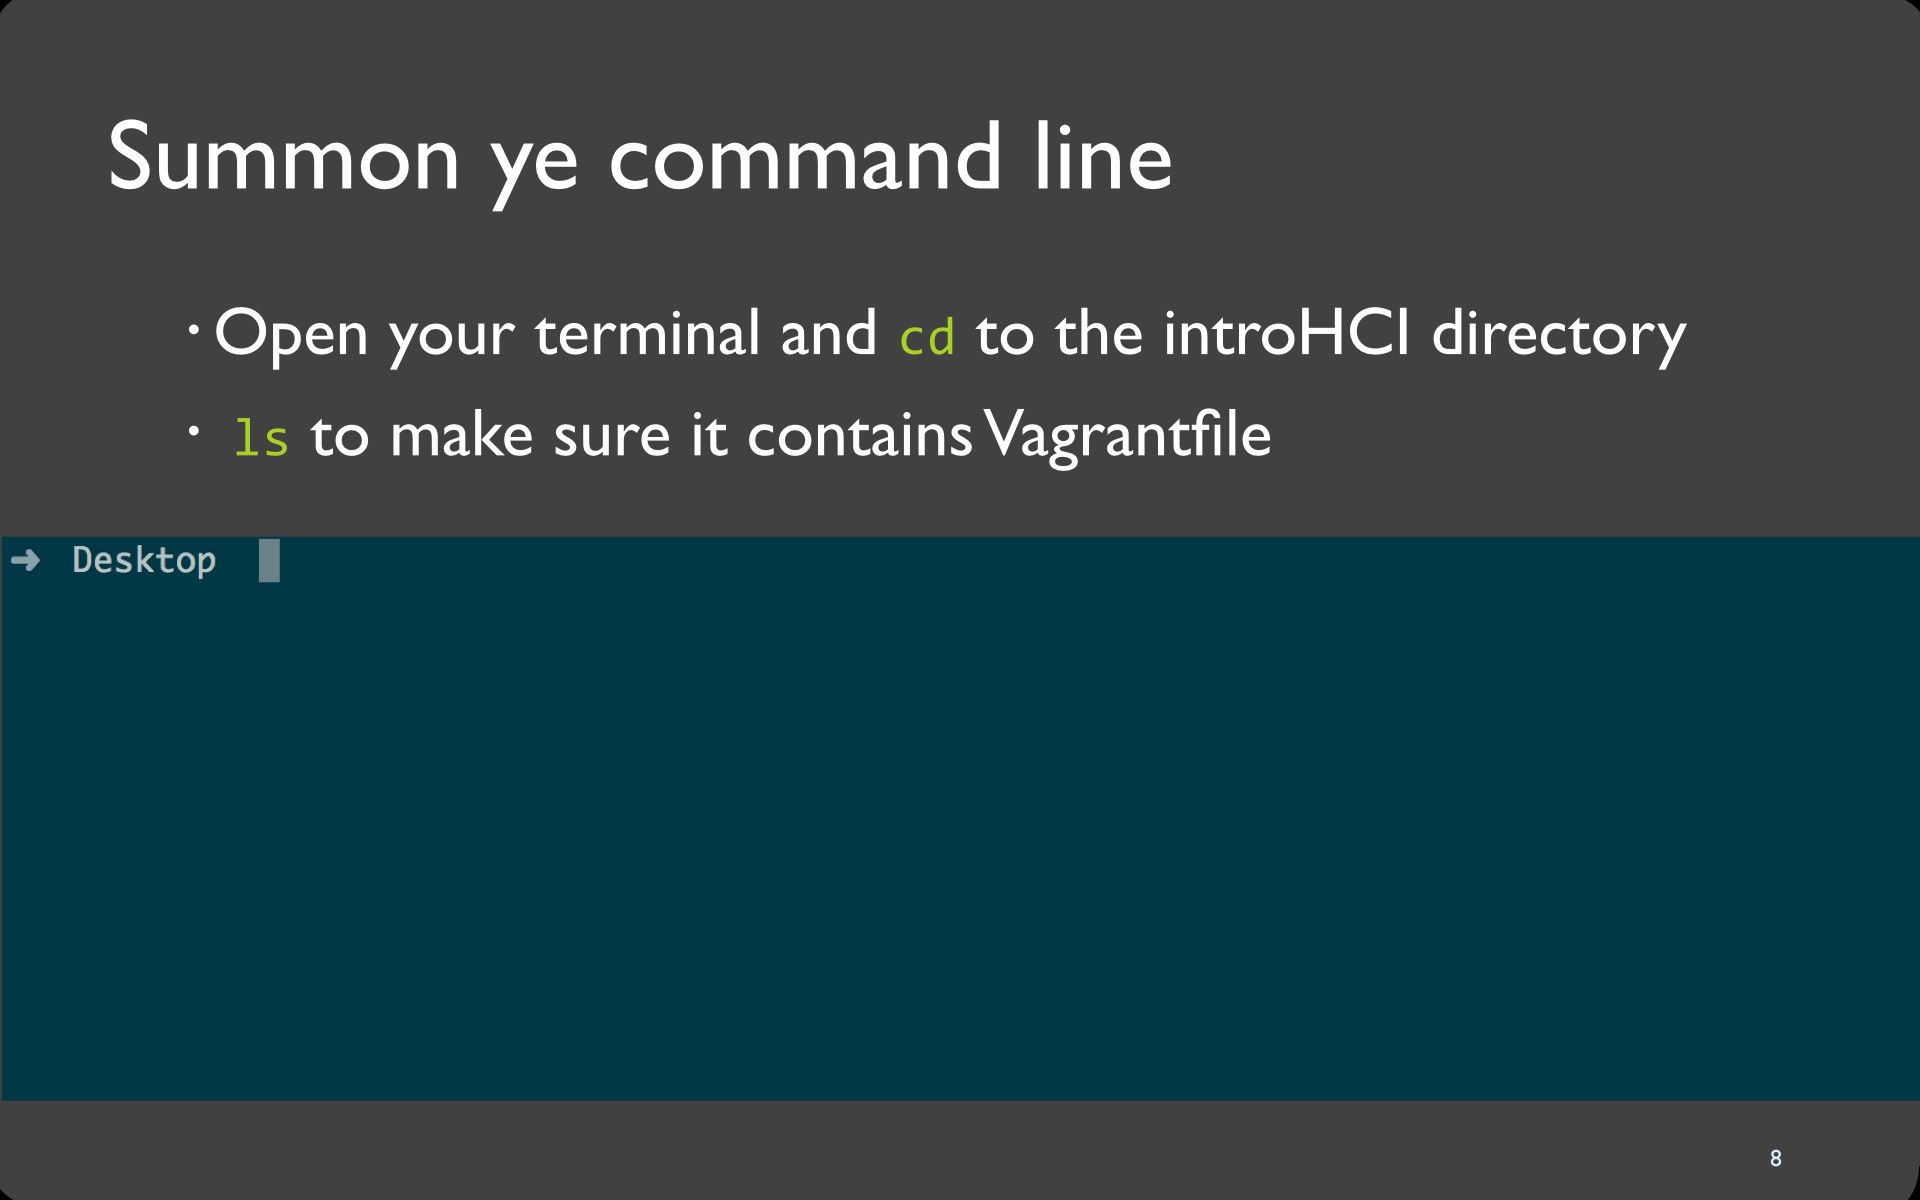 Summon ye command line
• Open your terminal and cd to the introHCI directory
• ls to make sure it contains Vagrantfile
➜ Desktop
8